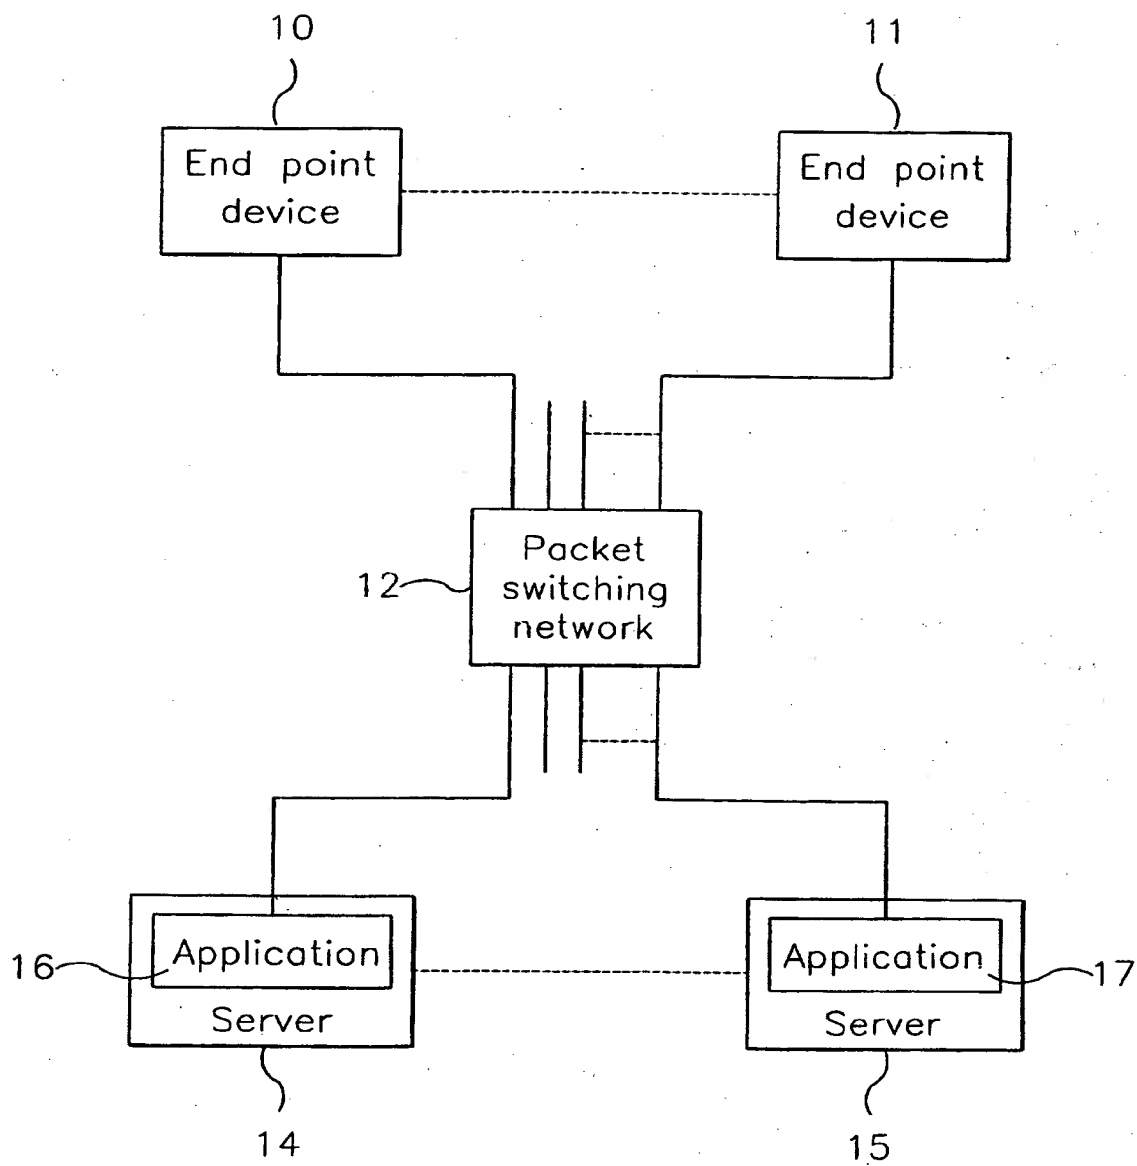 10
11
End point
device
End point
device
12
Packet
switching
network
16
Application
Server
Application
17
Server
14
15